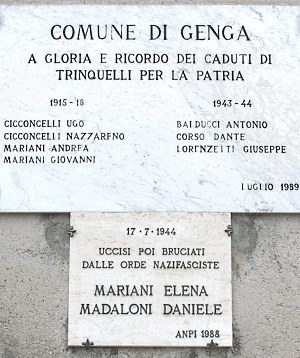 COMUNE DI GENGA
A GLORIA E RICORDO DEI CADUTI DI
TRINQUELLI PER LA PATRIA
1915-18
CICCONCELLI UGO
CICCONCELLI NAZZARENO
MARIANI ANDREA
MARIANI GIOVANNI
1943-44
BALDUCCI ANTONIO
CORSO DANTE
LORENZETTI GIUSEPPE
LUGLIO 1989
17·7·1944
UCCISI POI BRUCIATI
DALLE ORDE NAZIFASCISTE
MARIANI ELENA
MADALONI DANIELE
ANPI 1988